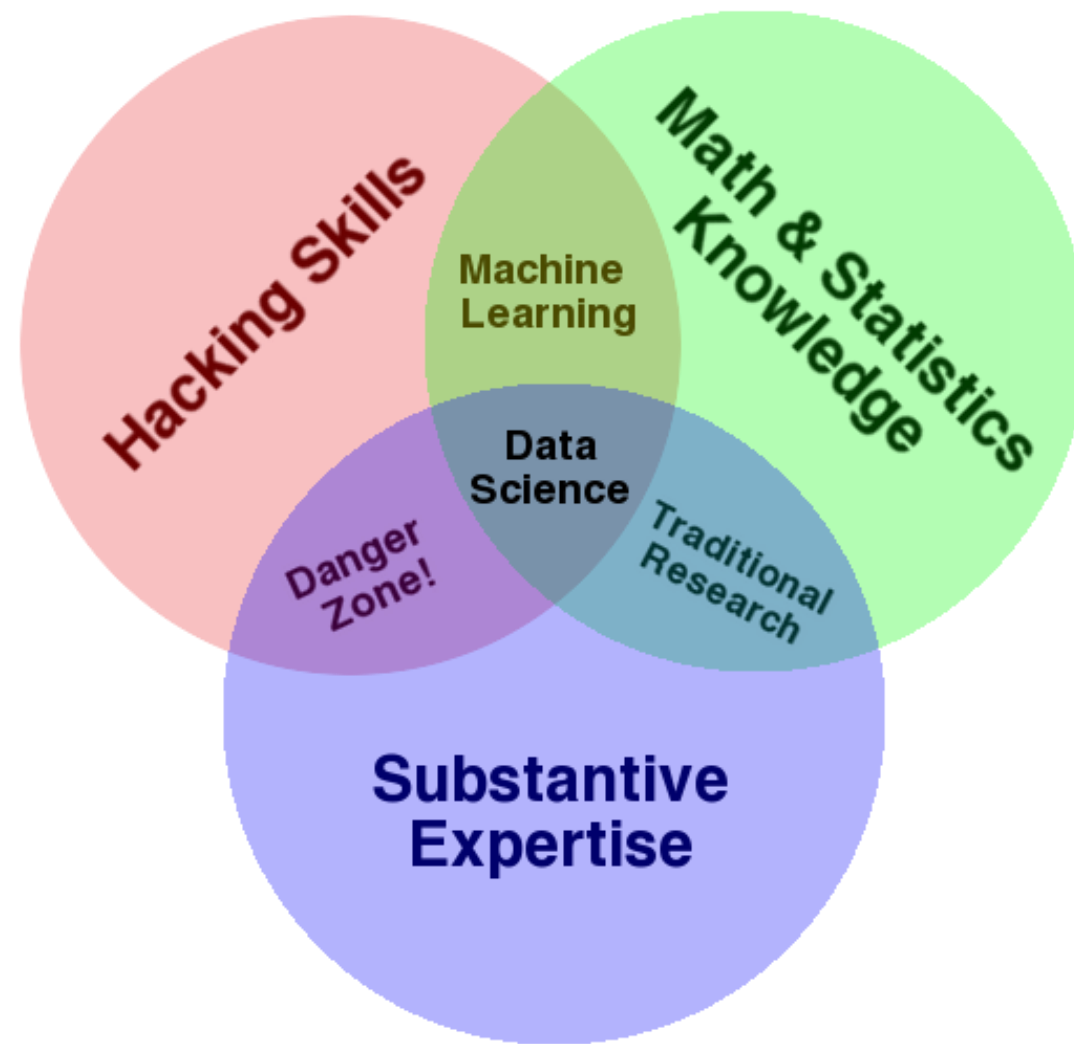 Hacking Skills
Math & Statistics
Knowledge
Machine
Learning
Data
Science
Danger
Zone!
Traditional
Research
Substantive
Expertise